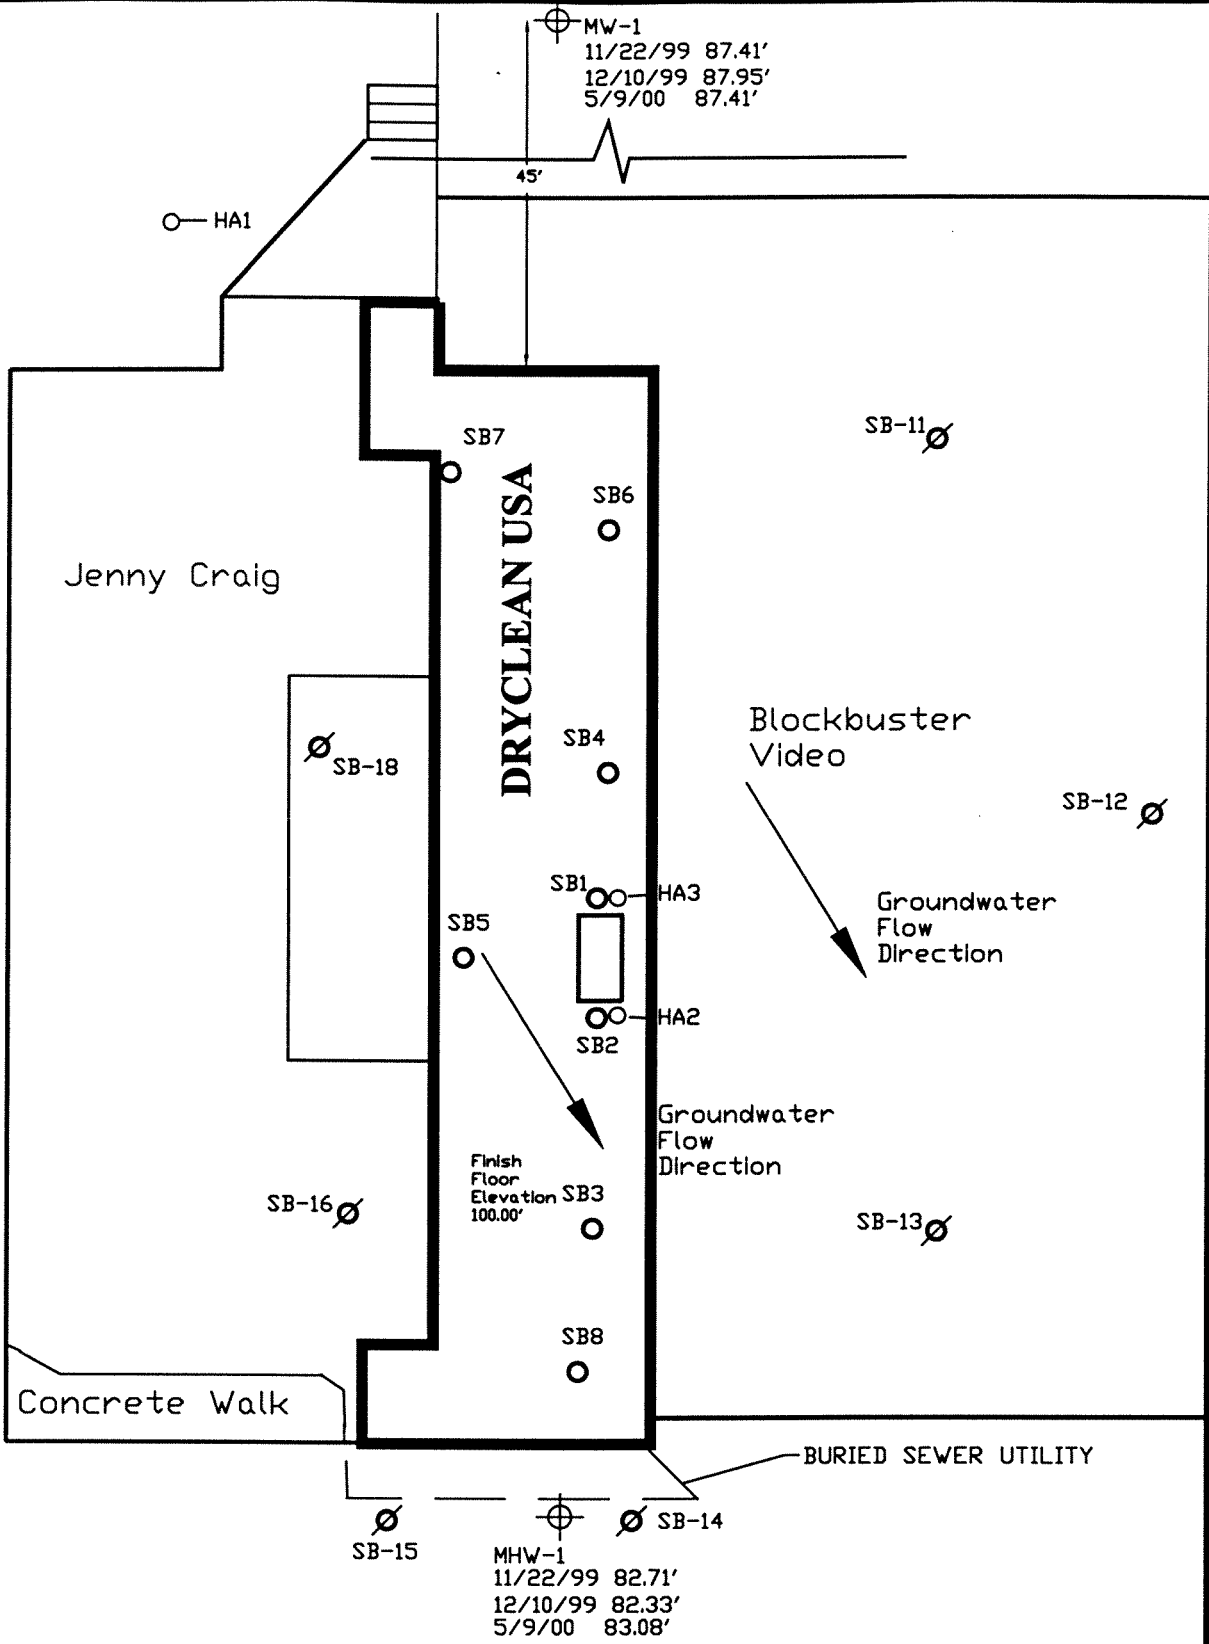 MW-1
11/22/99 87.41'
12/10/99 87.95'
5/9/00 87.41'
45'
HA1
SB-11
SB7
SB6
DRYCLEAN USA
Jenny Craig
Blockbuster
Video
SB4
SB-18
SB-12
SB1
HA3
Groundwater
Flow
Direction
SB5
HA2
SB2
Groundwater
Flow
Direction
Finish
Floor
Elevation
100.00'
SB3
SB-16
SB-13
SB8
Concrete Walk
BURIED SEWER UTILITY
SB-14
SB-15
MHW-1
11/22/99 82.71'
12/10/99 82.33'
5/9/00 83.08'